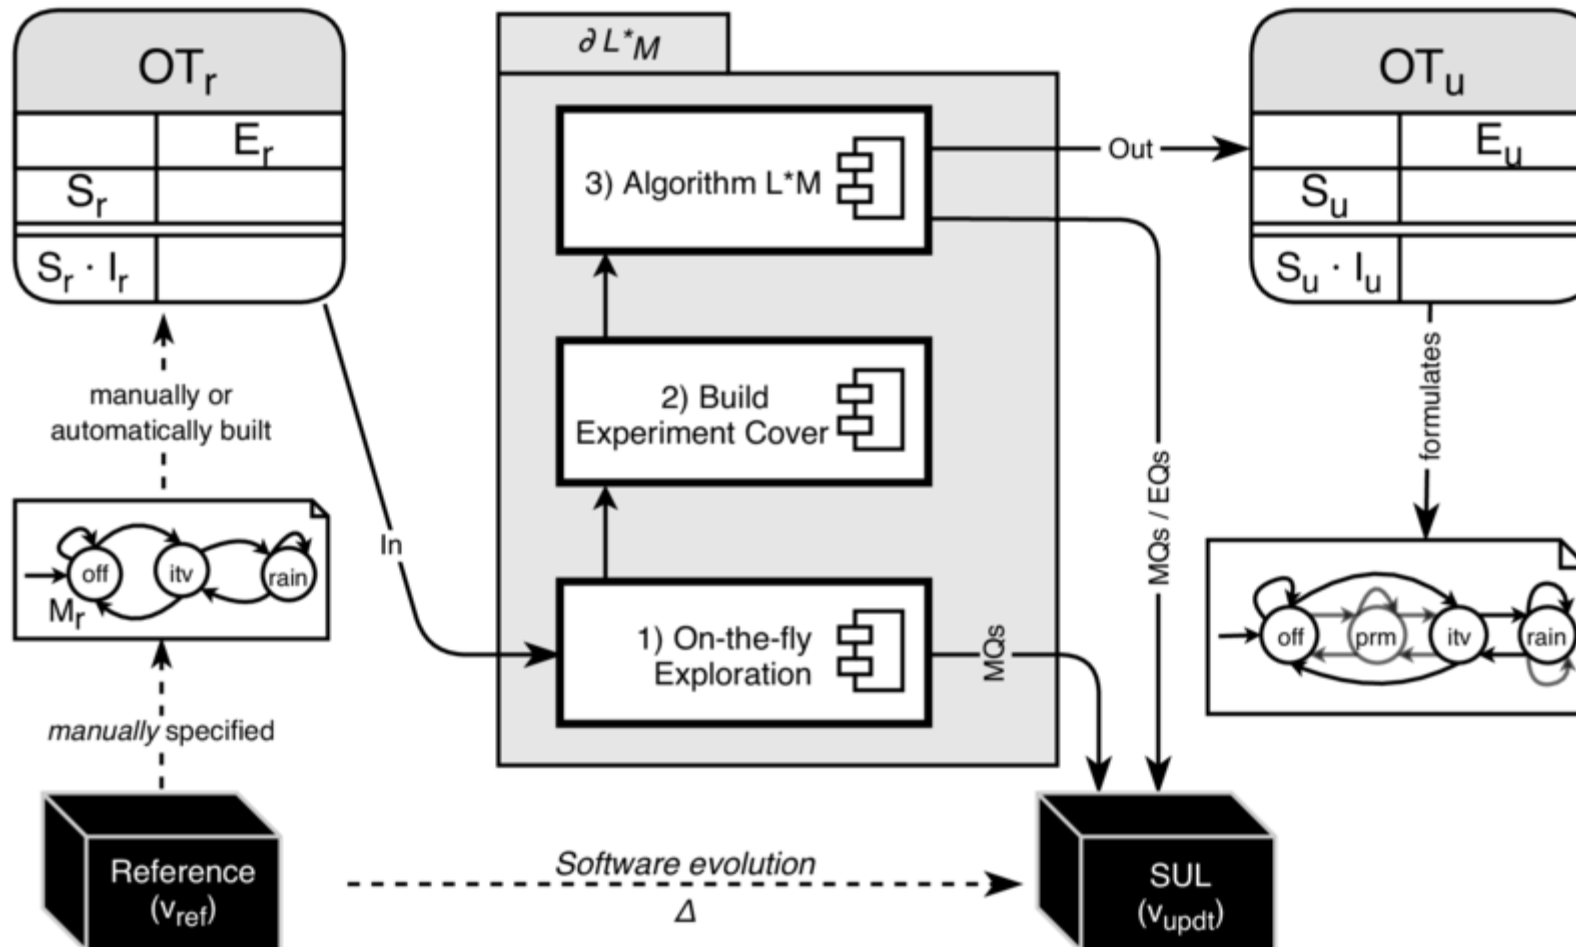 OTr
Er
Sr
Sr · Ir
manually or
automatically built
off
itv
rain
Mr
manually specified
Reference
(vref)
In
∂ L*M
3) Algorithm L*M
2) Build
Experiment Cover
1) On-the-fly
Exploration
MQs
MQs / EQs
Out
Software evolution
Δ
SUL
(vupdt)
OTu
Eu
Su
Su · Iu
formulates
off
prm
itv
rain